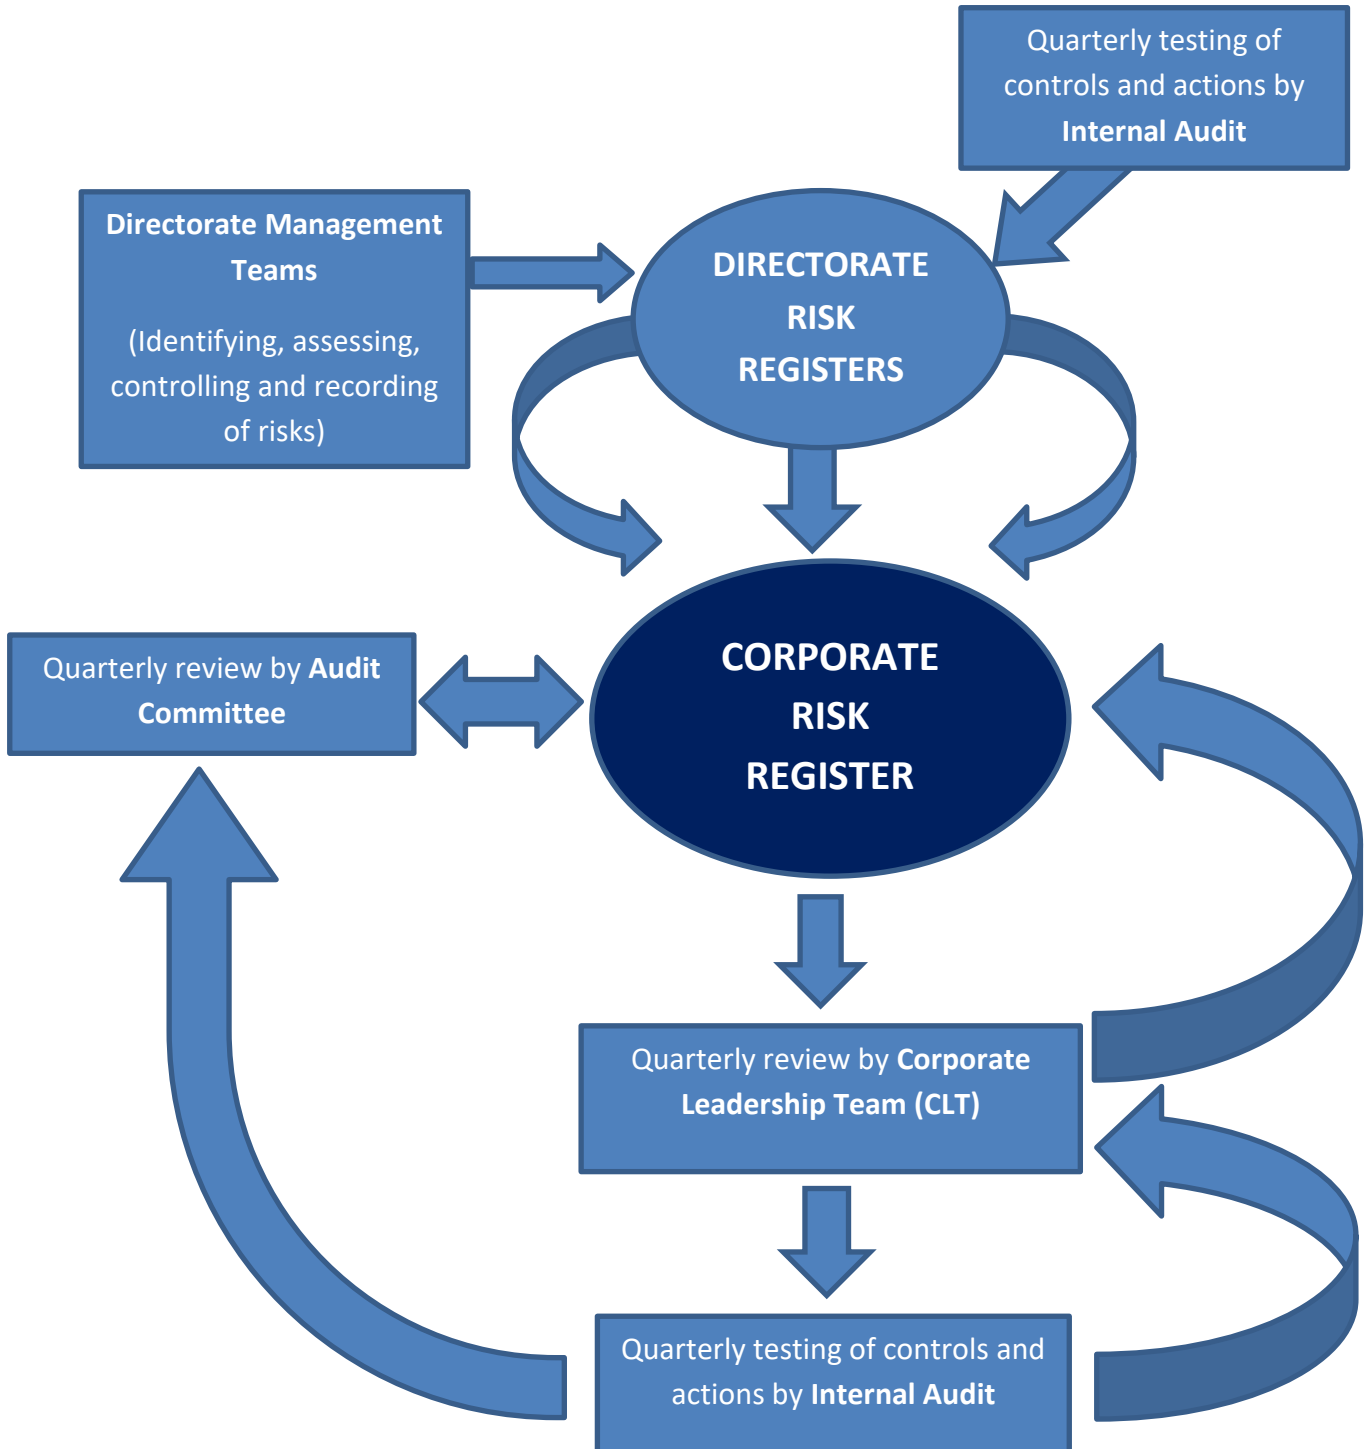 Quarterly testing of
controls and actions by
Internal Audit
Directorate Management
Teams
(Identifying, assessing,
controlling and recording
of risks)
DIRECTORATE
RISK
REGISTERS
CORPORATE
RISK
REGISTER
Quarterly review by Audit
Committee
Quarterly review by Corporate
Leadership Team (CLT)
Quarterly testing of controls and
actions by Internal Audit